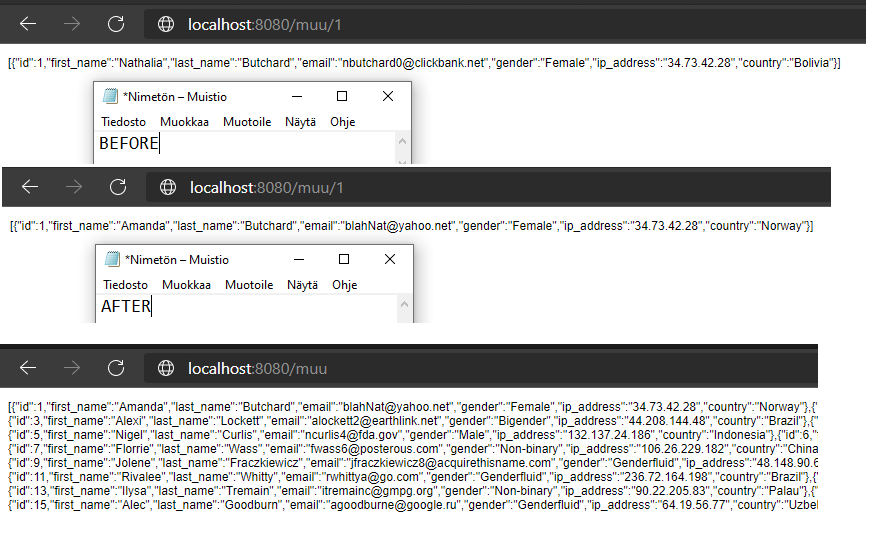 localhost:8080/muu/1
[{"id":1,"first_name":"Nathalia","last_name":"Butchard","email":"nbutchard0@clickbank.net","gender":"Female","ip_address":"34.73.42.28","country":"Bolivia"}]
*Nimetön – Muistio
Tiedosto Muokkaa Muotoile Näytä Ohje
BEFORE
localhost:8080/muu/1
[{"id":1,"first_name":"Amanda","last_name":"Butchard","email":"blahNat@yahoo.net","gender":"Female","ip_address":"34.73.42.28","country":"Norway"}]
*Nimetön – Muistio
Tiedosto Muokkaa Muotoile Näytä Ohje
AFTER
localhost:8080/muu
[{"id":1,"first_name":"Amanda","last_name":"Butchard","email":"blahNat@yahoo.net","gender":"Female","ip_address":"34.73.42.28","country":"Norway"},{"
{"id":3,"first_name":"Alexi","last_name":"Lockett","email":"alockett2@earthlink.net","gender":"Bigender","ip_address":"44.208.144.48","country":"Brazil"},{"
{"id":5,"first_name":"Nigel","last_name":"Curlis","email":"ncurlis4@fda.gov","gender":"Male","ip_address":"132.137.24.186","country":"Indonesia"},{"id":6,"
{"id":7,"first_name":"Florrie","last_name":"Wass","email":"fwass6@posterous.com","gender":"Non-binary","ip_address":"106.26.229.182","country":"China
{"id":9,"first_name":"Jolene","last_name":"Fraczkiewicz","email":"jfraczkiewicz8@acquirethisname.com","gender":"Genderfluid","ip_address":"48.148.90.6
{"id":11,"first_name":"Rivalee","last_name":"Whitty","email":"rwhittya@go.com","gender":"Genderfluid","ip_address":"236.72.164.198","country":"Brazil"},{"
{"id":13,"first_name":"Ilysa","last_name":"Tremain","email":"itremainc@gmpg.org","gender":"Non-binary","ip_address":"90.22.205.83","country":"Palau"},{"
{"id":15,"first_name":"Alec","last_name":"Goodburn","email":"agoodburne@google.ru","gender":"Genderfluid","ip_address":"64.19.56.77","country":"Uzbe